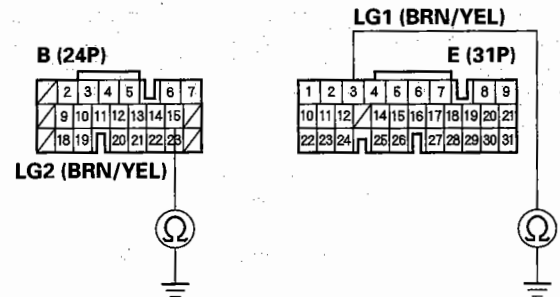 LG1 (BRN/YEL)
B (24P)
E (31P)
2 3 4 5 6 7
9 10 11 12 13 14 15
18 19 20 21 22 23
LG2 (BRN/YEL)
Ω
1 2 3 4 5 6 7 8 9
10 11 12 14 15 16 17 18 19 20 21
22 23 24 25 26 27 28 29 30 31
Ω